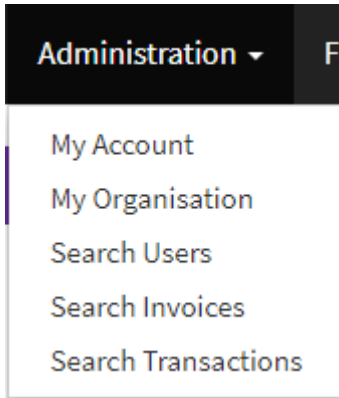 Administration F
My Account
My Organisation
Search Users
Search Invoices
Search Transactions